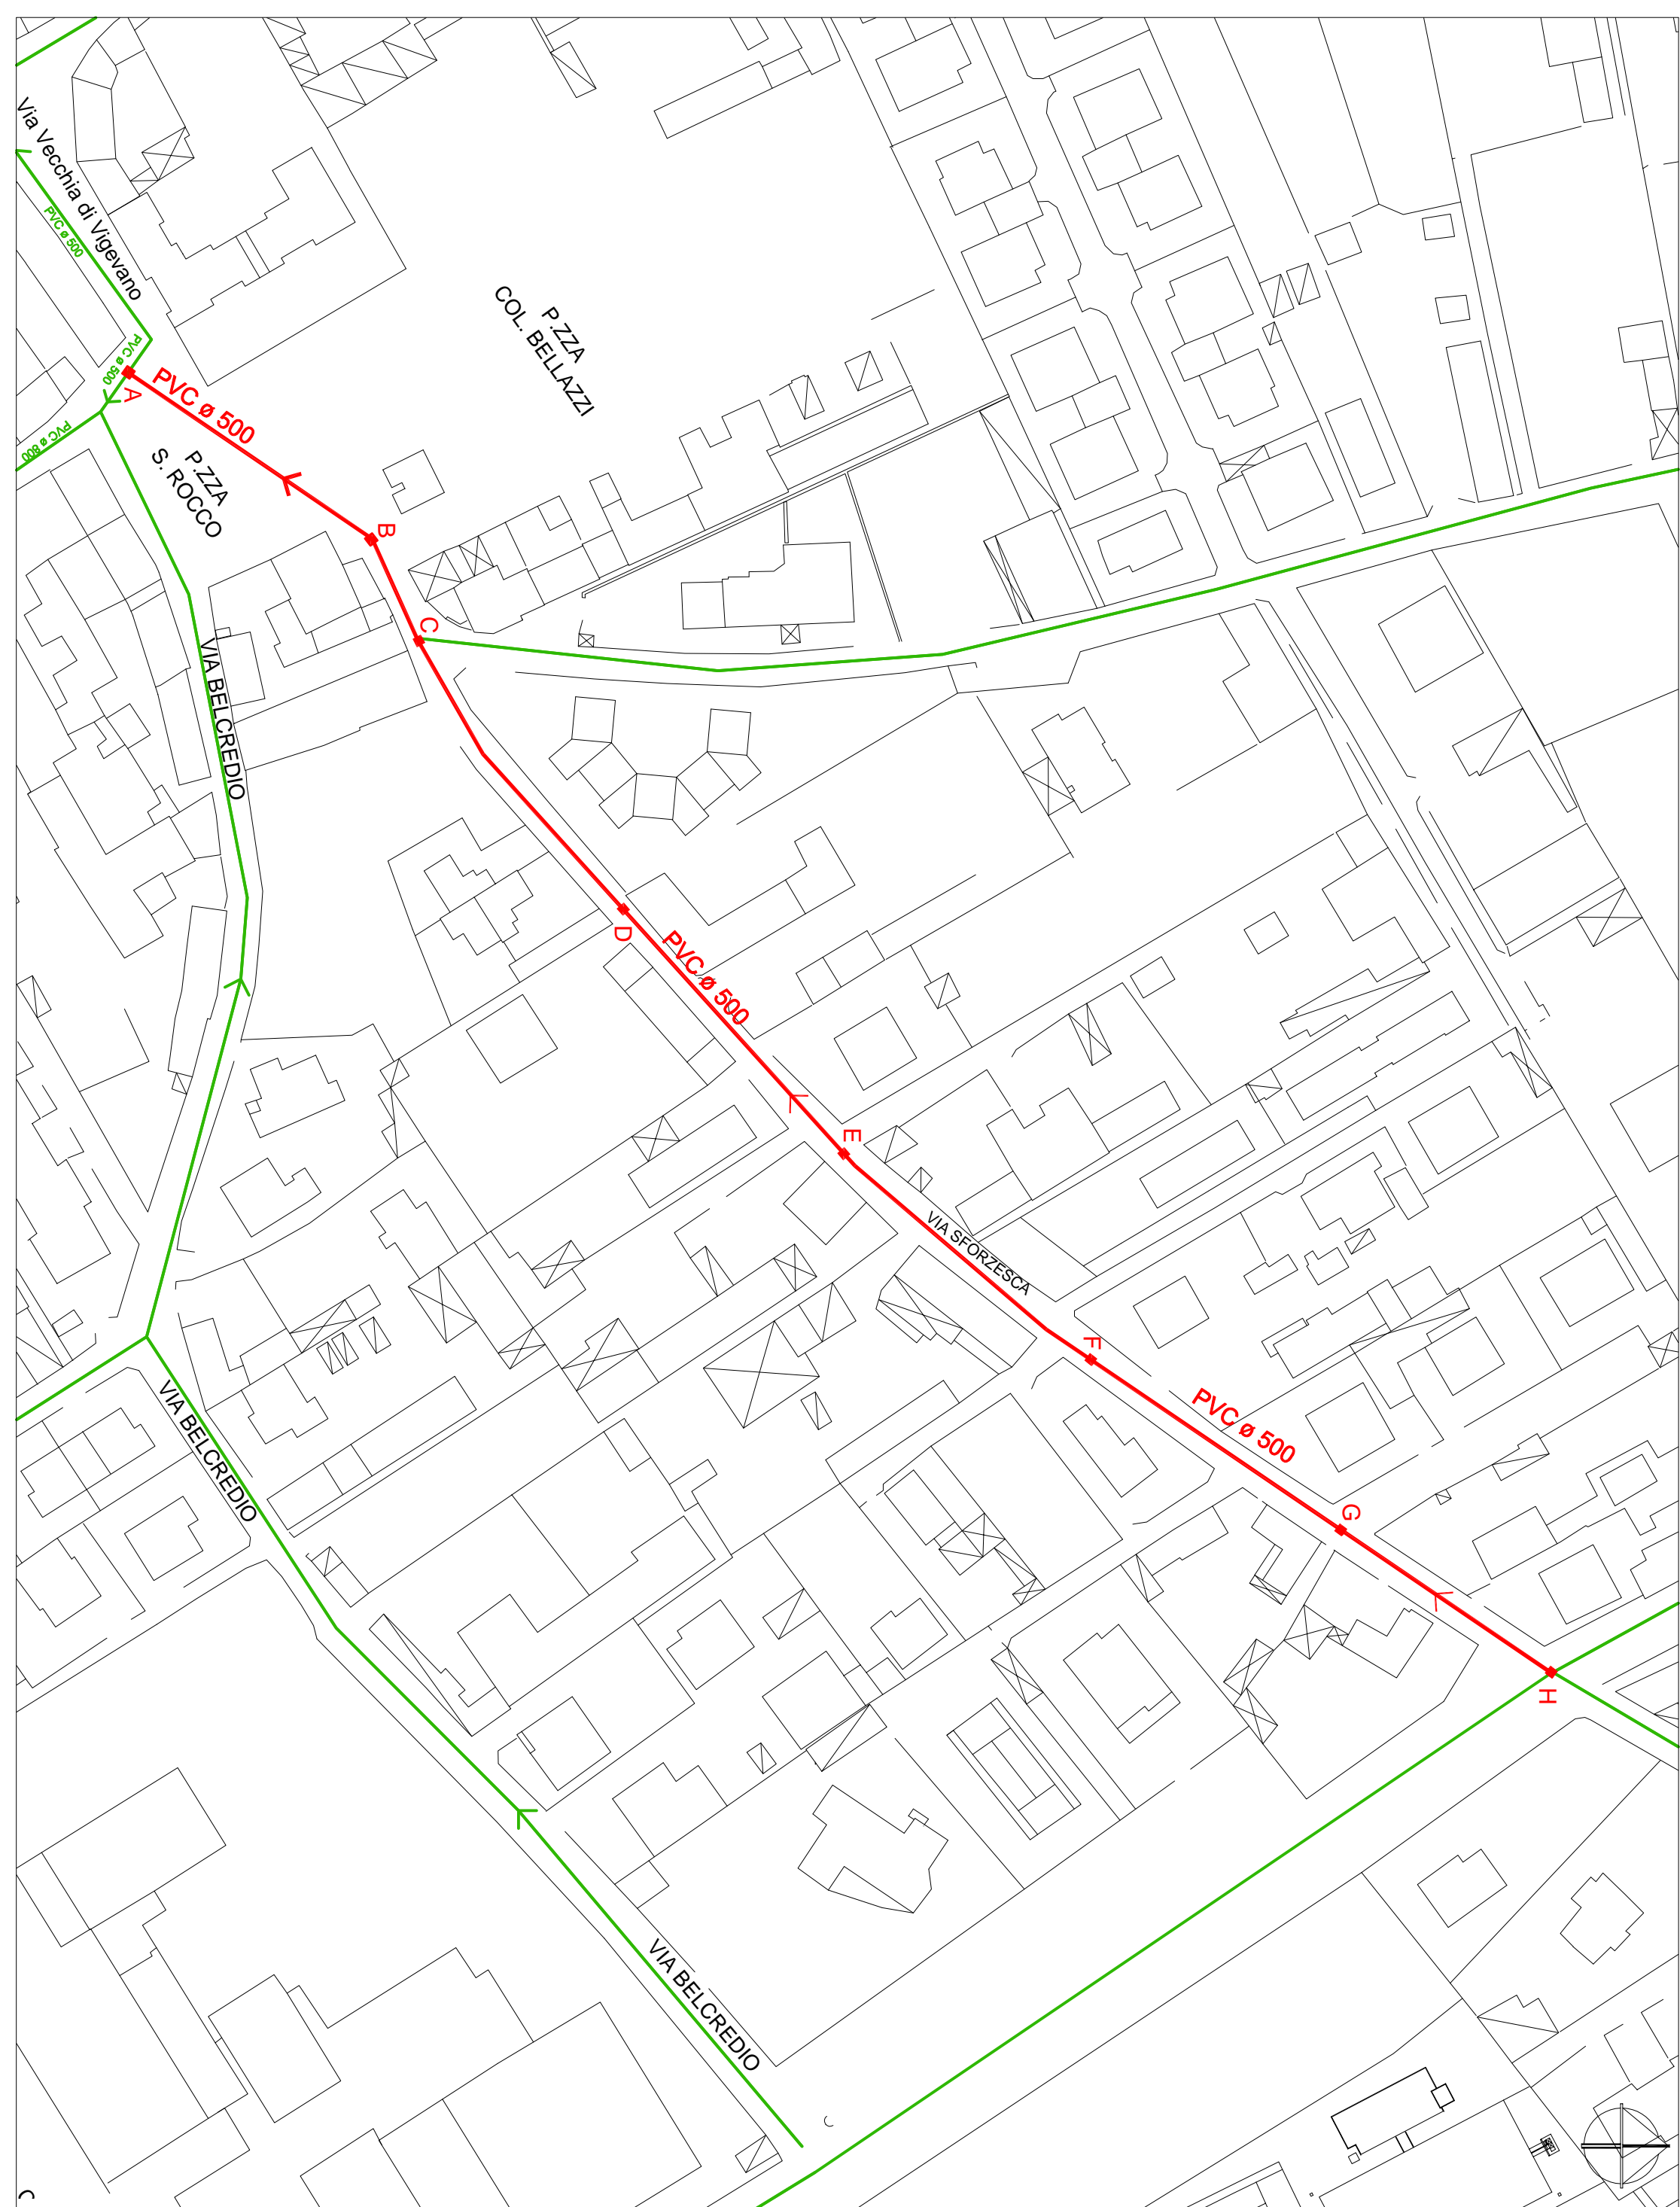 Via Vecchia di Vigevano
PVC ø 500
PVC ø 500
PVC ø 800
A
PVC ø 500
P.ZZA
COL. BELLAZZI
P.ZZA
S. ROCCO
B
C
VIA BELCREDIO
D
PVC ø 500
E
VIA SFORZESCA
F
PVC ø 500
G
H
VIA BELCREDIO
VIA BELCREDIO